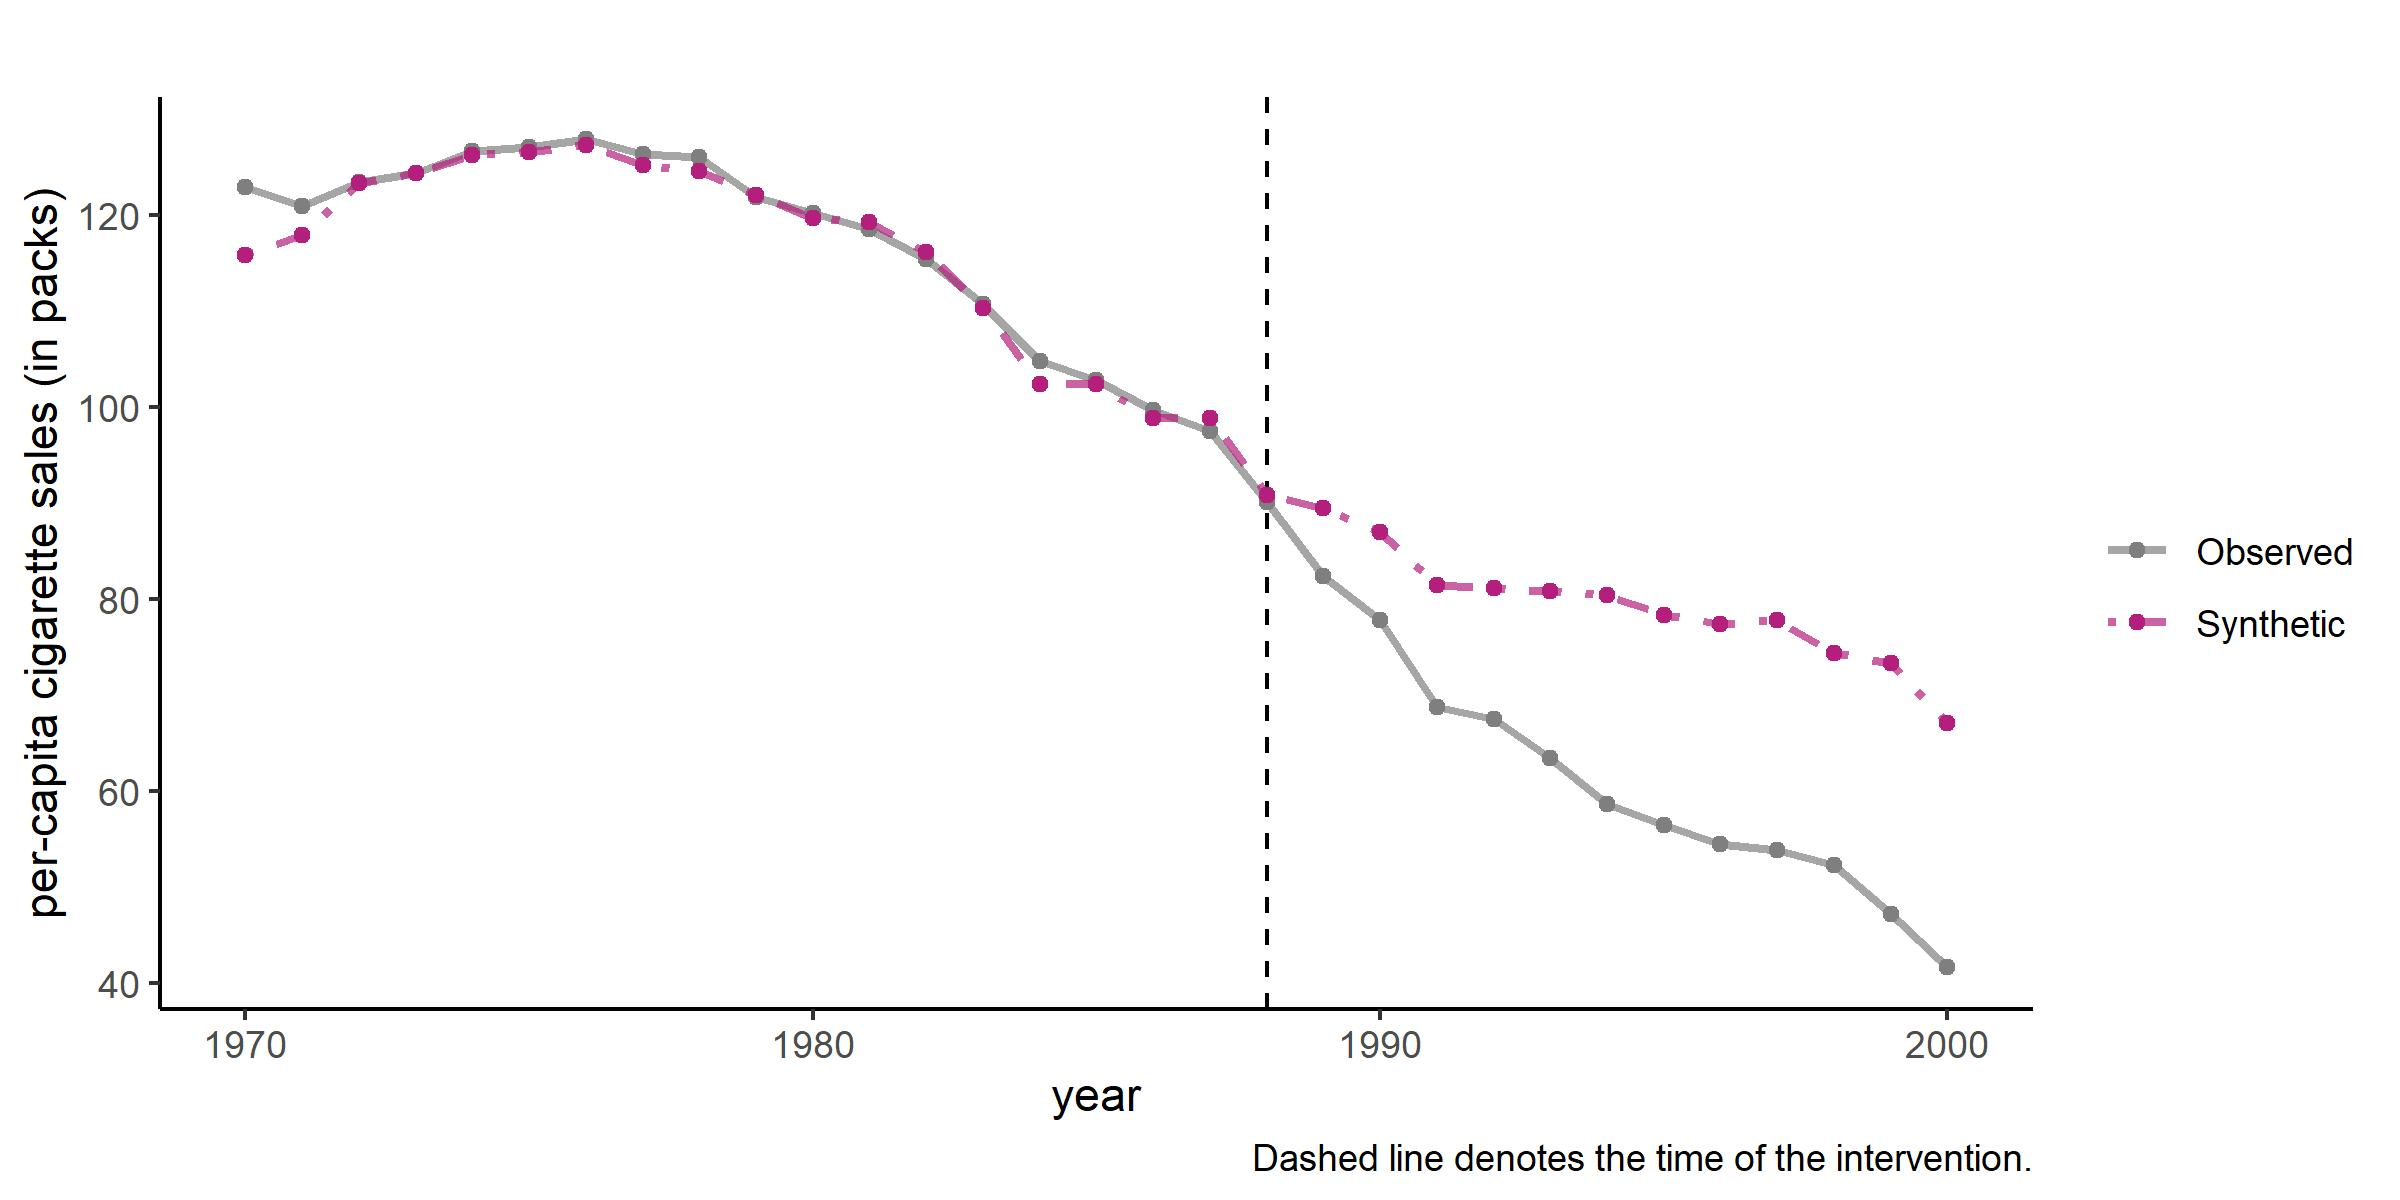 per-capita cigarette sales (in packs)
120
100
80
60
40
1970 1980 1990 2000
year
Observed
Synthetic
Dashed line denotes the time of the intervention.